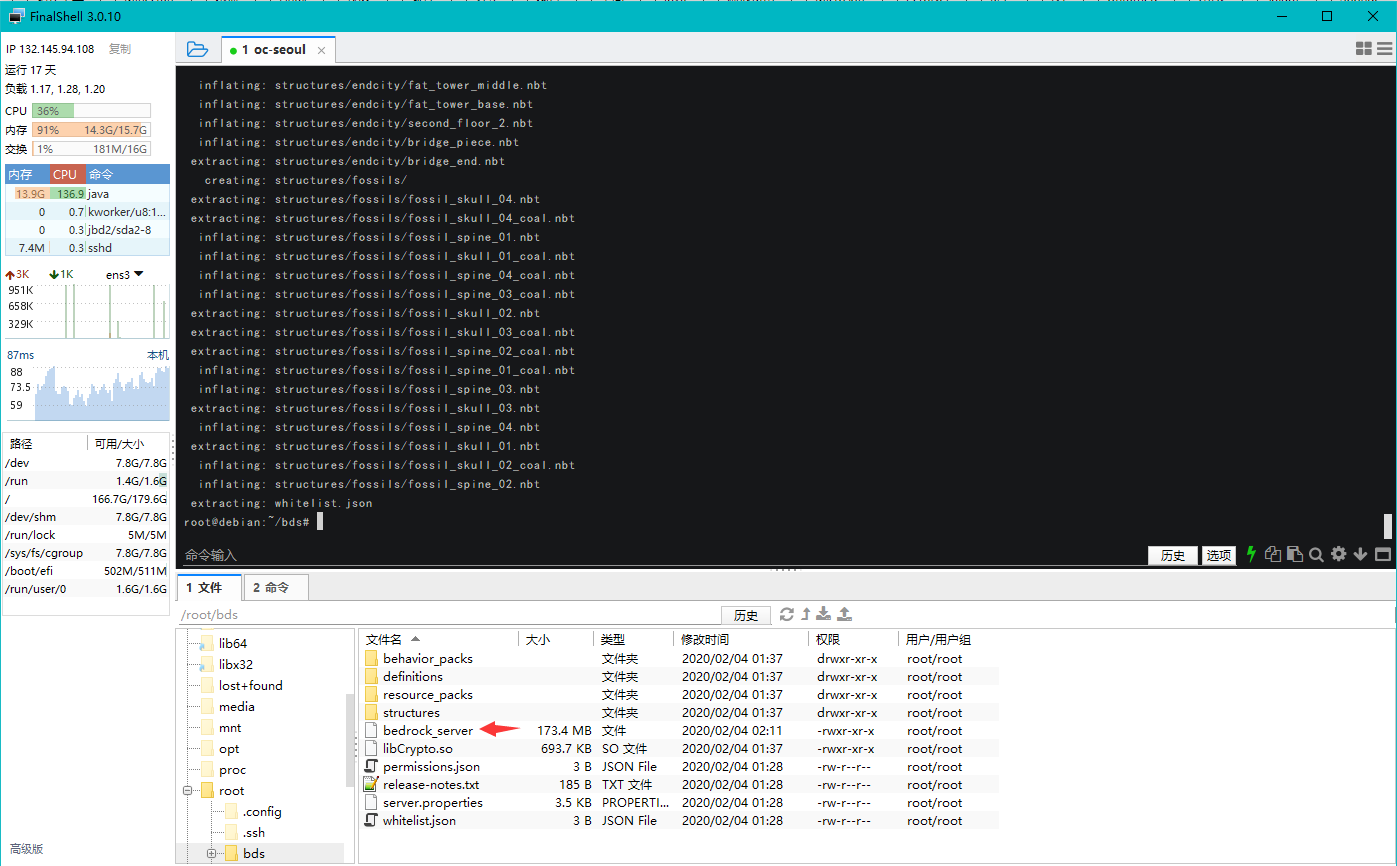 FinalShell 3.0.10
IP 132.145.94.108 复制
运行 17 天
负载 1.17, 1.28, 1.20
CPU 36%
内存 91% 14.3G/15.7G
交换 1% 181M/16G
内存 CPU 命令
13.9G 136.9 java
0 0.7 kworker/u8:1...
0 0.3 jbd2/sda2-8
7.4M 0.3 sshd
3K 1K ens3
951K
658K
329K
87ms 本机
88
73.5
59
路径 可用/大小
/dev 7.8G/7.8G
/run 1.4G/1.6G
/ 166.7G/179.6G
/dev/shm 7.8G/7.8G
/run/lock 5M/5M
/sys/fs/cgroup 7.8G/7.8G
/boot/efi 502M/511M
/run/user/0 1.6G/1.6G
高级版
1 oc-seoul
inflating: structures/endcity/fat_tower_middle.nbt
inflating: structures/endcity/fat_tower_base.nbt
inflating: structures/endcity/second_floor_2.nbt
inflating: structures/endcity/bridge_piece.nbt
extracting: structures/endcity/bridge_end.nbt
creating: structures/fossils/
extracting: structures/fossils/fossil_skull_04.nbt
extracting: structures/fossils/fossil_skull_04_coal.nbt
inflating: structures/fossils/fossil_spine_01.nbt
inflating: structures/fossils/fossil_skull_01_coal.nbt
inflating: structures/fossils/fossil_spine_04_coal.nbt
inflating: structures/fossils/fossil_spine_03_coal.nbt
extracting: structures/fossils/fossil_skull_02.nbt
extracting: structures/fossils/fossil_skull_03_coal.nbt
extracting: structures/fossils/fossil_spine_02_coal.nbt
inflating: structures/fossils/fossil_spine_01_coal.nbt
inflating: structures/fossils/fossil_spine_03.nbt
extracting: structures/fossils/fossil_skull_03.nbt
inflating: structures/fossils/fossil_spine_04.nbt
extracting: structures/fossils/fossil_skull_01.nbt
inflating: structures/fossils/fossil_skull_02_coal.nbt
inflating: structures/fossils/fossil_spine_02.nbt
extracting: whitelist.json
root@debian:~/bds#
命令输入 历史 选项
1 文件 2 命令
/root/bds 历史
lib64
libx32
lost+found
media
mnt
opt
proc
root
.config
.ssh
bds
文件名 大小 类型 修改时间 权限 用户/用户组
behavior_packs 文件夹 2020/02/04 01:37 drwxr-xr-x root/root
definitions 文件夹 2020/02/04 01:37 drwxr-xr-x root/root
resource_packs 文件夹 2020/02/04 01:37 drwxr-xr-x root/root
structures 文件夹 2020/02/04 01:37 drwxr-xr-x root/root
bedrock_server 173.4 MB 文件 2020/02/04 02:11 -rwxr-xr-x root/root
libCrypto.so 693.7 KB SO 文件 2020/02/04 01:28 -rwxr-xr-x root/root
permissions.json 3 B JSON File 2020/02/04 01:28 -rw-r--r-- root/root
release-notes.txt 185 B TXT 文件 2020/02/04 01:28 -rw-r--r-- root/root
server.properties 3.5 KB PROPERTI... 2020/02/04 01:28 -rw-r--r-- root/root
whitelist.json 3 B JSON File 2020/02/04 01:28 -rw-r--r-- root/root